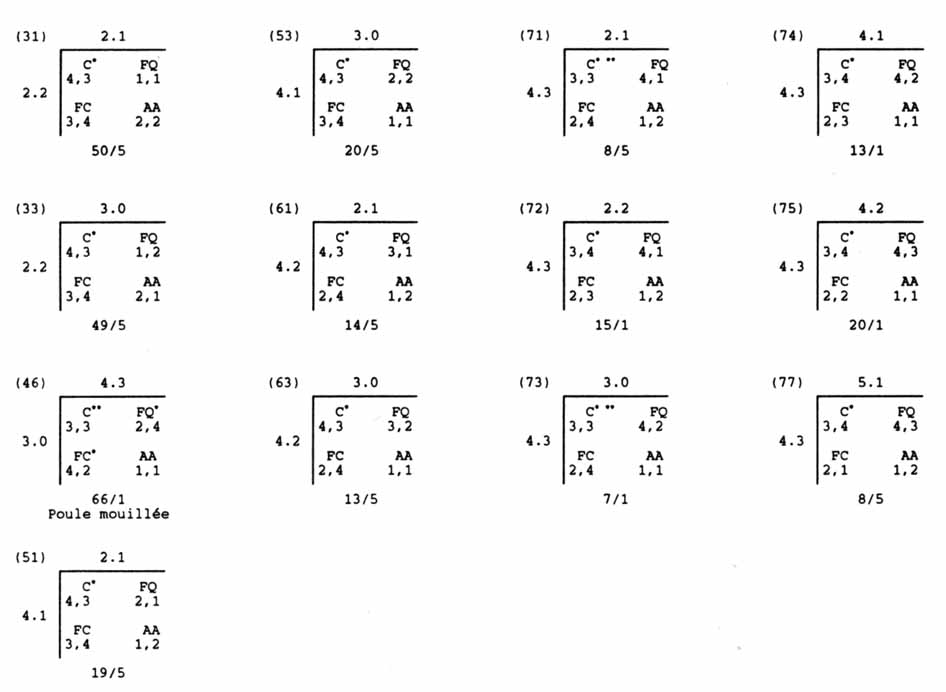 (31) 2.1 (53) 3.0 (71) 2.1 (74) 4.1
C* FQ C* FQ C* ** FQ C* FQ
4,3 1,1 4,3 2,2 3,3 4,1 3,4 4,2
2.2 4.1 4.3 4.3
FC AA FC AA FC AA FC AA
3,4 2,2 3,4 1,1 2,4 1,2 2,3 1,1
50/5 20/5 8/5 13/1
(33) 3.0 (61) 2.1 (72) 2.2 (75) 4.2
C* FQ C* FQ C* FQ C* FQ
4,3 1,2 4,3 3,1 3,4 4,1 3,4 4,3
2.2 4.2 4.3 4.3
FC AA FC AA FC AA FC AA
3,4 2,1 2,4 1,2 2,3 1,2 2,2 1,1
49/5 14/5 15/1 20/1
(46) 4.3 (63) 3.0 (73) 3.0 (77) 5.1
C** FQ* C* FQ C* ** FQ C* FQ
3,3 2,4 4,3 3,2 3,3 4,2 3,4 4,3
3.0 4.2 4.3 4.3
FC* AA FC AA FC AA FC AA
4,2 1,1 2,4 1,1 2,4 1,1 2,1 1,2
66/1 13/5 7/1 8/5
Poule mouillée
(51) 2.1
C* FQ
4,3 2,1
4.1
FC AA
3,4 1,2
19/5